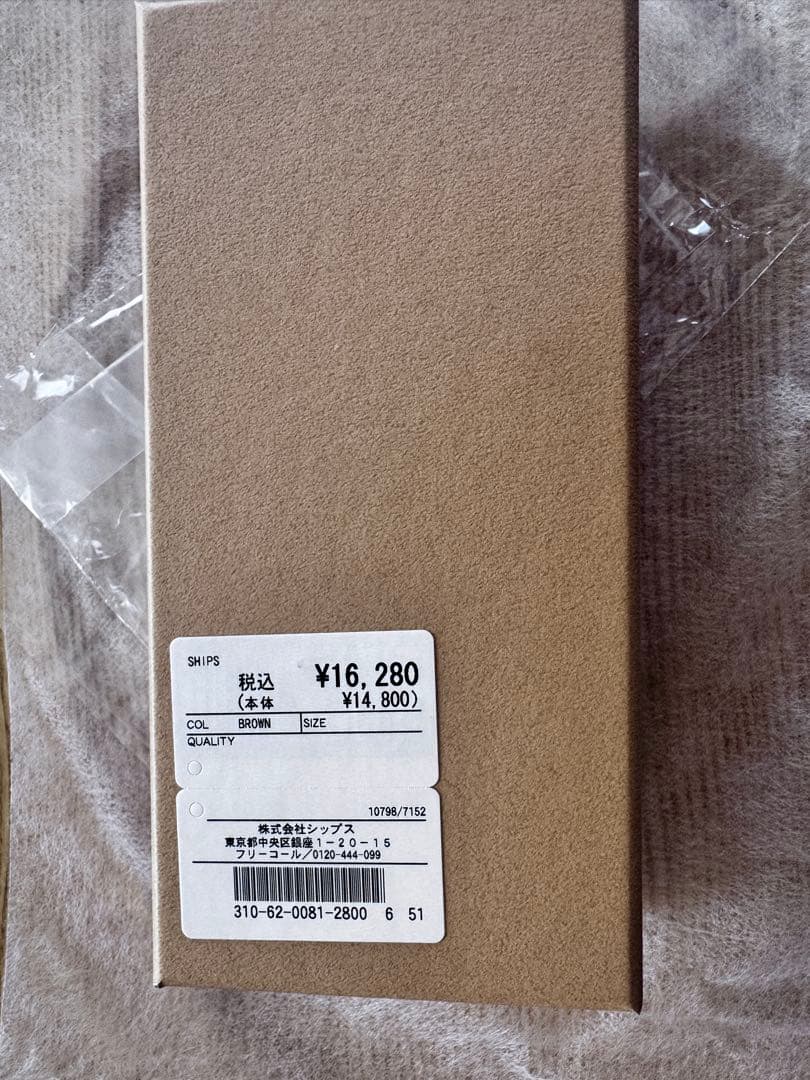 SHIPS
税込 ¥16,280
(本体 ¥14,800)
COL BROWN SIZE
QUALITY
10798/7152
株式会社シップス
東京都中央区銀座1-20-15
フリーコール/0120-444-099
310-62-0081-2800 6 51